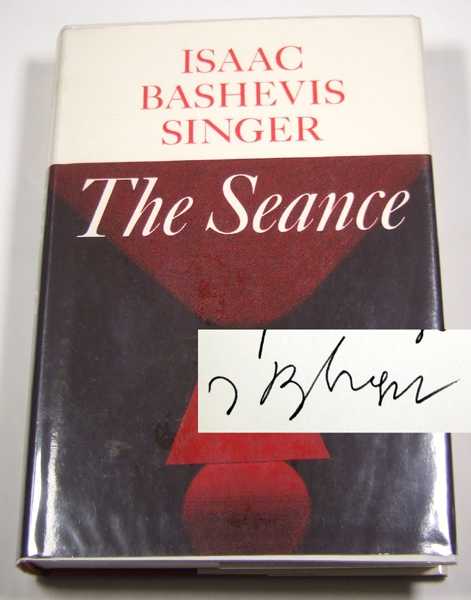 ISAAC
BASHEVIS
SINGER
The Seance